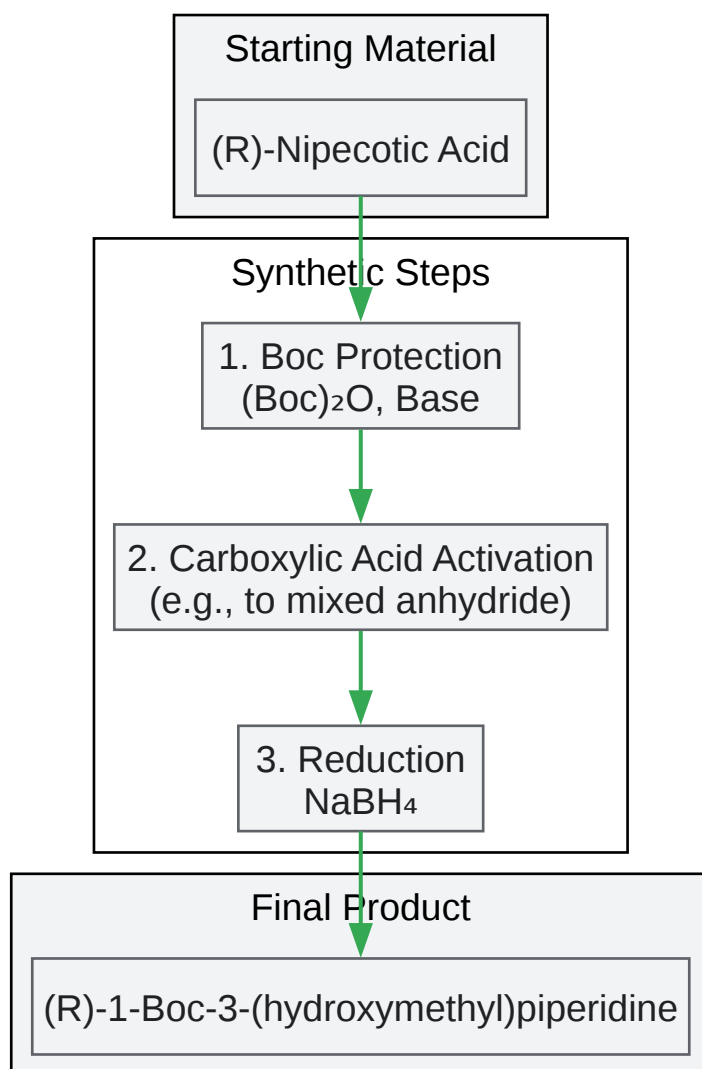 Starting Material
(R)-Nipecotic Acid
Synthetic Steps
1. Boc Protection
(Boc)₂O, Base
2. Carboxylic Acid Activation
(e.g., to mixed anhydride)
3. Reduction
NaBH₄
Final Product
(R)-1-Boc-3-(hydroxymethyl)piperidine